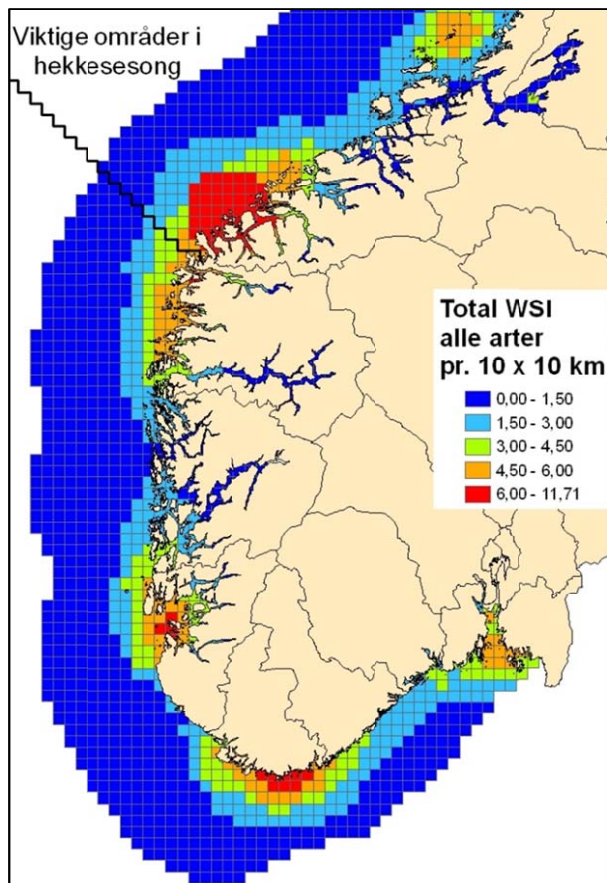 Viktige områder i
hekkesesong
Total WSI
alle arter
pr. 10 x 10 km
0,00 - 1,50
1,50 - 3,00
3,00 - 4,50
4,50 - 6,00
6,00 - 11,71